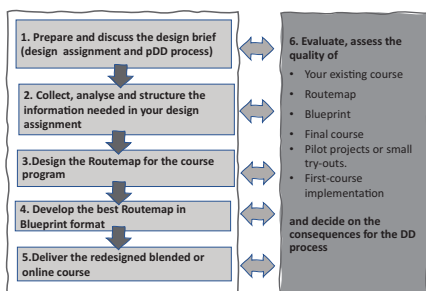 1. Prepare and discuss the design brief
(design assignment and pDD process)
2. Collect, analyse and structure the
information needed in your design
assignment
3.Design the Routemap for the course
program
4. Develop the best Routemap in
Blueprint format
5.Deliver the redesigned blended or
online course
6. Evaluate, assess the
quality of
• Your existing course
• Routemap
• Blueprint
• Final course
• Pilot projects or small
try-outs.
• First-course
implementation
and decide on the
consequences for the DD
process